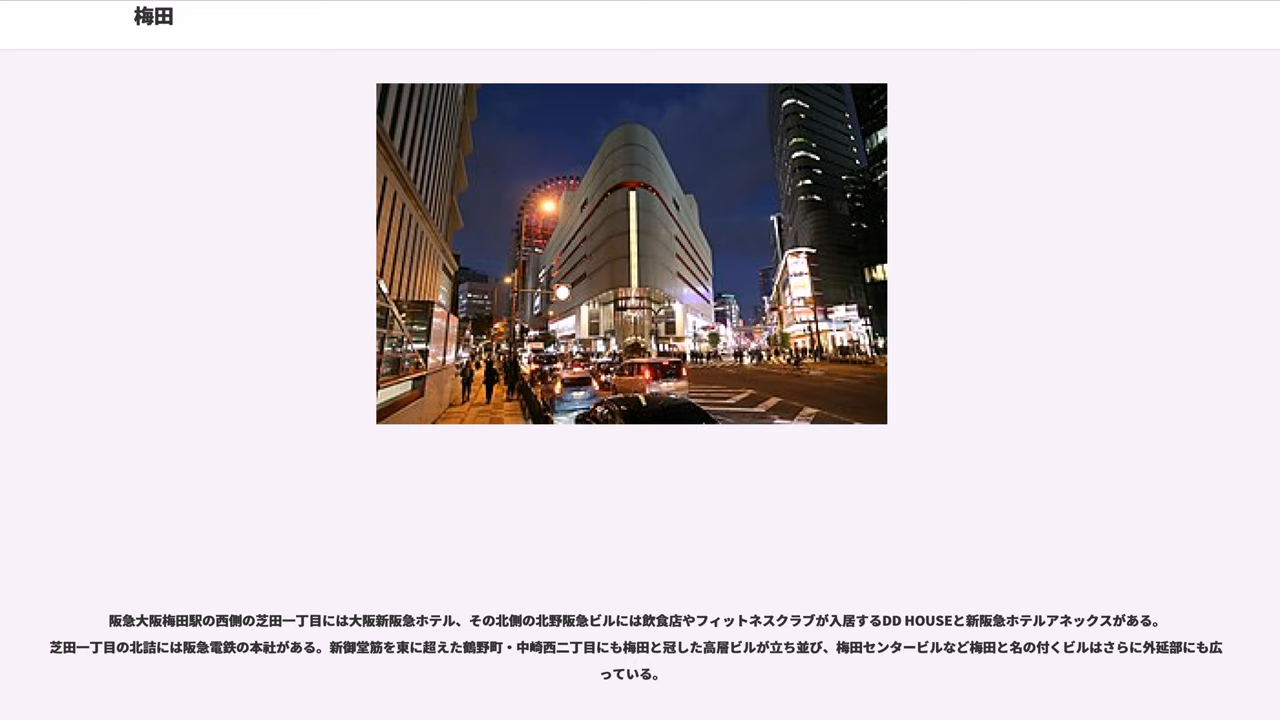 梅田
阪急大阪梅田駅の西側の芝田一丁目には大阪新阪急ホテル、その北側の北野阪急ビルには飲食店やフィットネスクラブが入居するDD HOUSEと新阪急ホテルアネックスがある。
芝田一丁目の北詰には阪急電鉄の本社がある。新御堂筋を東に超えた鶴野町・中崎西二丁目にも梅田と冠した高層ビルが立ち並び、梅田センタービルなど梅田と名の付くビルはさらに外延部にも広
っている。